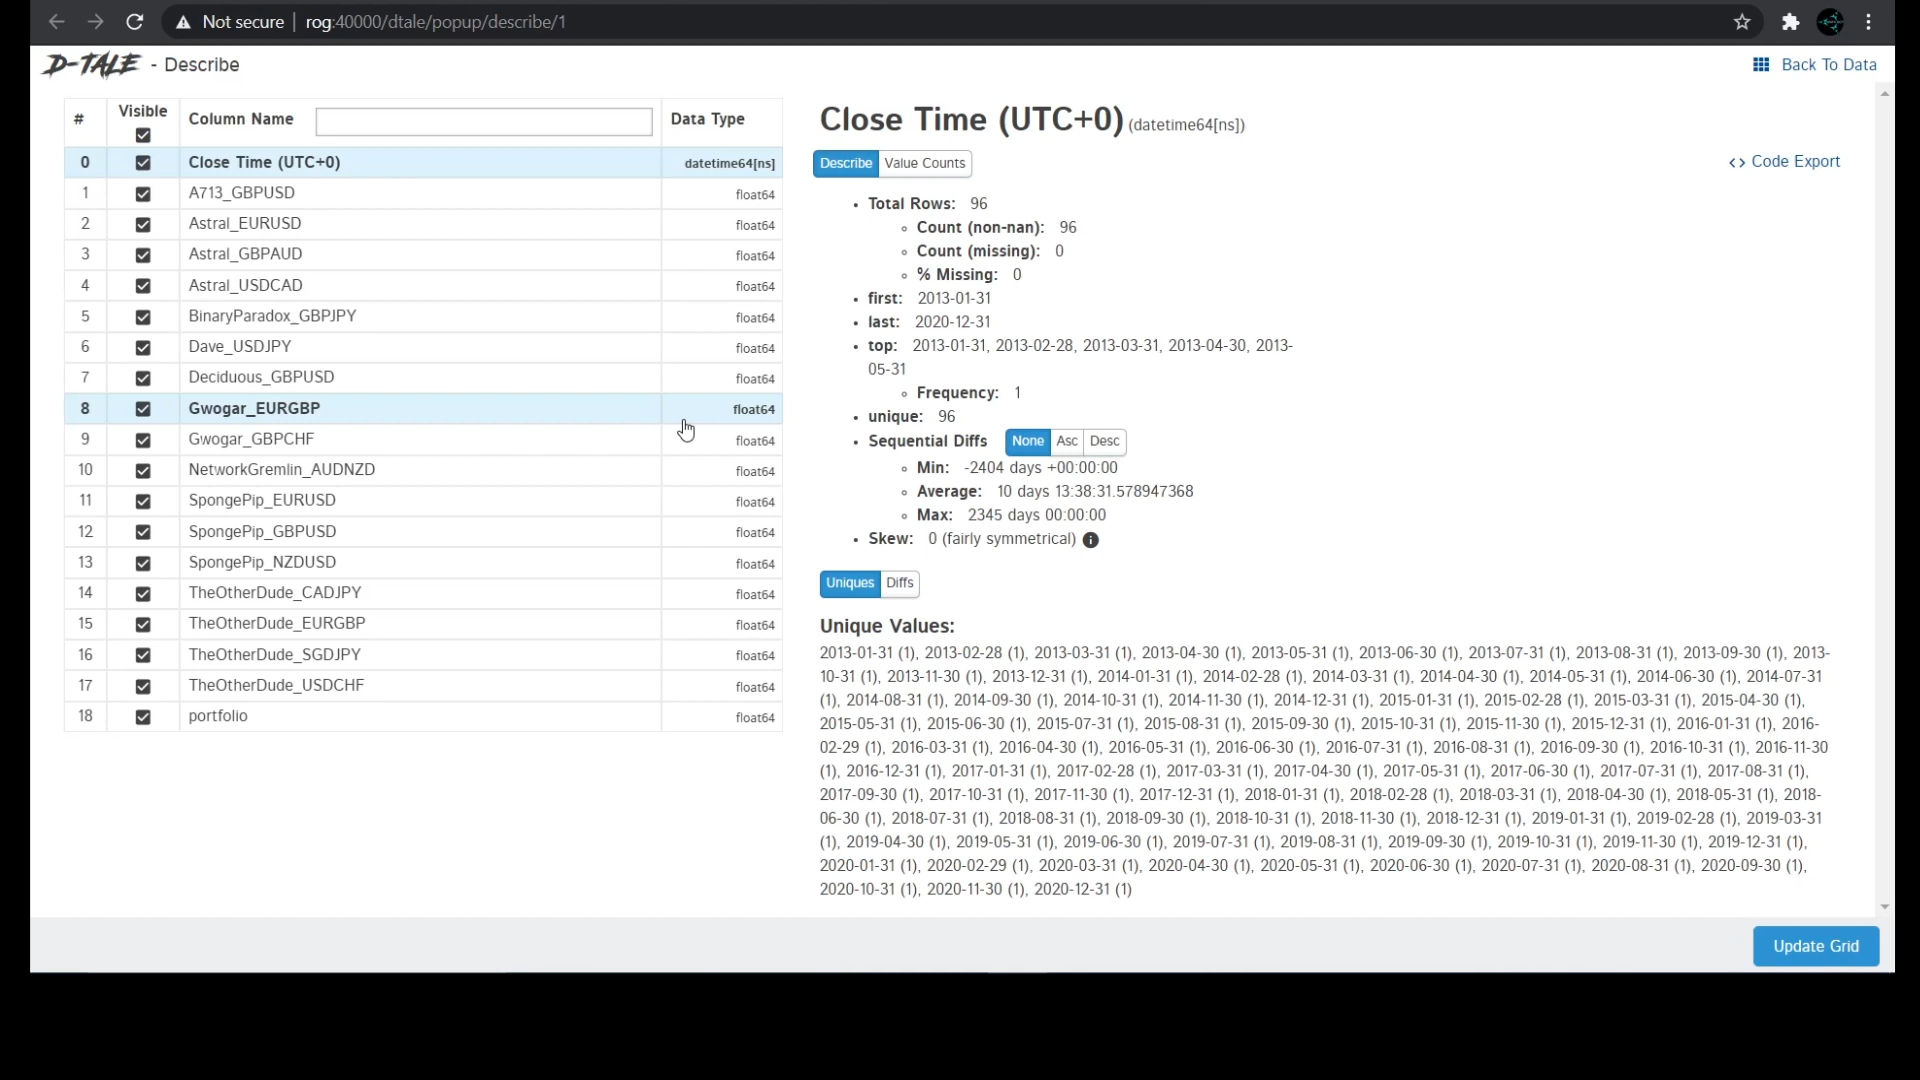 Not secure | rog:40000/dtale/popup/describe/1
D-TALE - Describe
Back To Data
# Visible Column Name Data Type
0 Close Time (UTC+0) datetime64[ns]
1 A713_GBPUSD float64
2 Astral_EURUSD float64
3 Astral_GBPAUD float64
4 Astral_USDCAD float64
5 BinaryParadox_GBPJPY float64
6 Dave_USDJPY float64
7 Deciduous_GBPUSD float64
8 Gwogar_EURGBP float64
9 Gwogar_GBPCHF float64
10 NetworkGremlin_AUDNZD float64
11 SpongePip_EURUSD float64
12 SpongePip_GBPUSD float64
13 SpongePip_NZDUSD float64
14 TheOtherDude_CADJPY float64
15 TheOtherDude_EURGBP float64
16 TheOtherDude_SGDJPY float64
17 TheOtherDude_USDCHF float64
18 portfolio float64
Close Time (UTC+0) (datetime64[ns])
Describe Value Counts
<> Code Export
• Total Rows: 96
◦ Count (non-nan): 96
◦ Count (missing): 0
◦ % Missing: 0
• first: 2013-01-31
• last: 2020-12-31
• top: 2013-01-31, 2013-02-28, 2013-03-31, 2013-04-30, 2013-
05-31
◦ Frequency: 1
• unique: 96
• Sequential Diffs None Asc Desc
◦ Min: -2404 days +00:00:00
◦ Average: 10 days 13:38:31.578947368
◦ Max: 2345 days 00:00:00
• Skew: 0 (fairly symmetrical)
Uniques Diffs
Unique Values:
2013-01-31 (1), 2013-02-28 (1), 2013-03-31 (1), 2013-04-30 (1), 2013-05-31 (1), 2013-06-30 (1), 2013-07-31 (1), 2013-08-31 (1), 2013-09-30 (1), 2013-
10-31 (1), 2013-11-30 (1), 2013-12-31 (1), 2014-01-31 (1), 2014-02-28 (1), 2014-03-31 (1), 2014-04-30 (1), 2014-05-31 (1), 2014-06-30 (1), 2014-07-31
(1), 2014-08-31 (1), 2014-09-30 (1), 2014-10-31 (1), 2014-11-30 (1), 2014-12-31 (1), 2015-01-31 (1), 2015-02-28 (1), 2015-03-31 (1), 2015-04-30 (1),
2015-05-31 (1), 2015-06-30 (1), 2015-07-31 (1), 2015-08-31 (1), 2015-09-30 (1), 2015-10-31 (1), 2015-11-30 (1), 2015-12-31 (1), 2016-01-31 (1), 2016-
02-29 (1), 2016-03-31 (1), 2016-04-30 (1), 2016-05-31 (1), 2016-06-30 (1), 2016-07-31 (1), 2016-08-31 (1), 2016-09-30 (1), 2016-10-31 (1), 2016-11-30
(1), 2016-12-31 (1), 2017-01-31 (1), 2017-02-28 (1), 2017-03-31 (1), 2017-04-30 (1), 2017-05-31 (1), 2017-06-30 (1), 2017-07-31 (1), 2017-08-31 (1),
2017-09-30 (1), 2017-10-31 (1), 2017-11-30 (1), 2017-12-31 (1), 2018-01-31 (1), 2018-02-28 (1), 2018-03-31 (1), 2018-04-30 (1), 2018-05-31 (1), 2018-
06-30 (1), 2018-07-31 (1), 2018-08-31 (1), 2018-09-30 (1), 2018-10-31 (1), 2018-11-30 (1), 2018-12-31 (1), 2019-01-31 (1), 2019-02-28 (1), 2019-03-31
(1), 2019-04-30 (1), 2019-05-31 (1), 2019-06-30 (1), 2019-07-31 (1), 2019-08-31 (1), 2019-09-30 (1), 2019-10-31 (1), 2019-11-30 (1), 2019-12-31 (1),
2020-01-31 (1), 2020-02-29 (1), 2020-03-31 (1), 2020-04-30 (1), 2020-05-31 (1), 2020-06-30 (1), 2020-07-31 (1), 2020-08-31 (1), 2020-09-30 (1),
2020-10-31 (1), 2020-11-30 (1), 2020-12-31 (1)
Update Grid